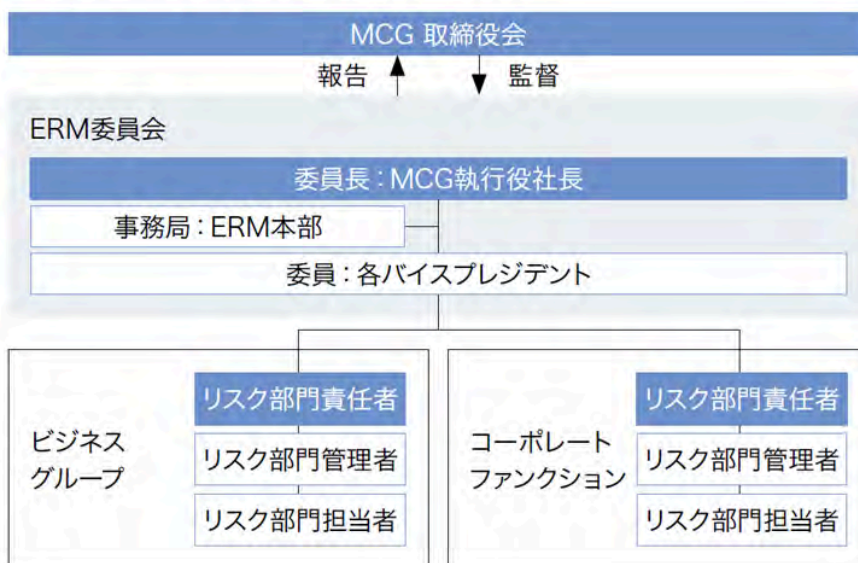 MCG 取締役会
報告
監督
ERM委員会
委員長：MCG執行役社長
事務局：ERM本部
委員：各バイスプレジデント
ビジネス
グループ
リスク部門責任者
リスク部門管理者
リスク部門担当者
コーポレート
ファンクション
リスク部門責任者
リスク部門管理者
リスク部門担当者